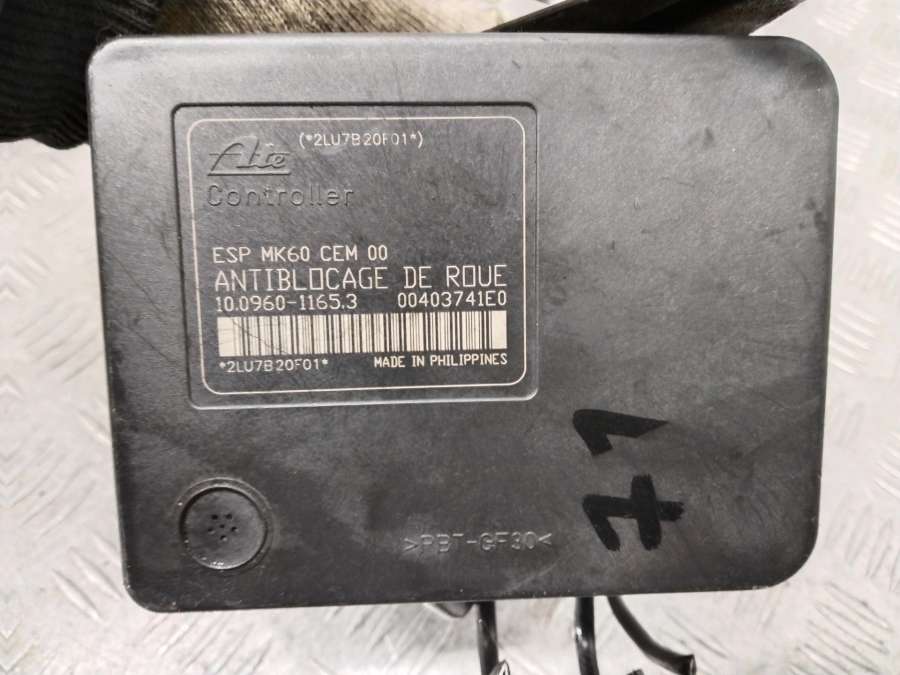 (*2LU7B20F01*)
Ate
Controller
ESP MK60 CEM 00
ANTIBLOCAGE DE ROUE
10.0960-1165.3 00403741E0
*2LU7B20F01*
MADE IN PHILIPPINES
71
>PBT-GF30<